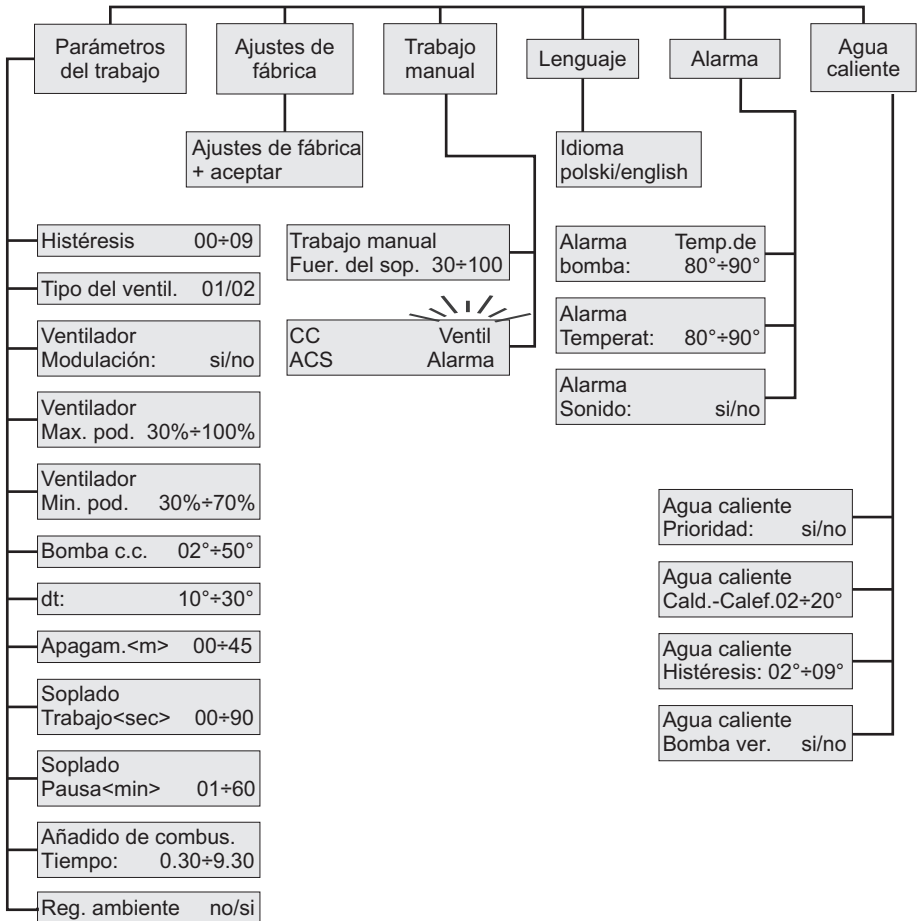 Parámetros
del trabajo
Ajustes de
fábrica
Trabajo
manual
Lenguaje
Alarma
Agua
caliente
Ajustes de fábrica
+ aceptar
Idioma
polski/english
Histéresis 00÷09
Tipo del ventil. 01/02
Ventilador
Modulación: si/no
Ventilador
Max. pod. 30%÷100%
Ventilador
Min. pod. 30%÷70%
Bomba c.c. 02°÷50°
dt: 10°÷30°
Apagam.<m> 00÷45
Soplado
Trabajo<sec> 00÷90
Soplado
Pausa<min> 01÷60
Añadido de combus.
Tiempo: 0.30÷9.30
Reg. ambiente no/si
Trabajo manual
Fuer. del sop. 30÷100
CC Ventil
ACS Alarma
Alarma Temp.de
bomba: 80°÷90°
Alarma
Temperat: 80°÷90°
Alarma
Sonido: si/no
Agua caliente
Prioridad: si/no
Agua caliente
Cald.-Calef.02÷20°
Agua caliente
Histéresis: 02°÷09°
Agua caliente
Bomba ver. si/no